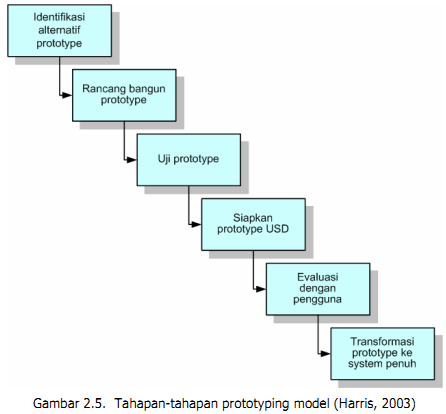 Identifikasi
alternatif
prototype
Rancang bangun
prototype
Uji prototype
Siapkan
prototype USD
Evaluasi
dengan
pengguna
Transformasi
prototype ke
system penuh
Gambar 2.5. Tahapan-tahapan prototyping model (Harris, 2003)